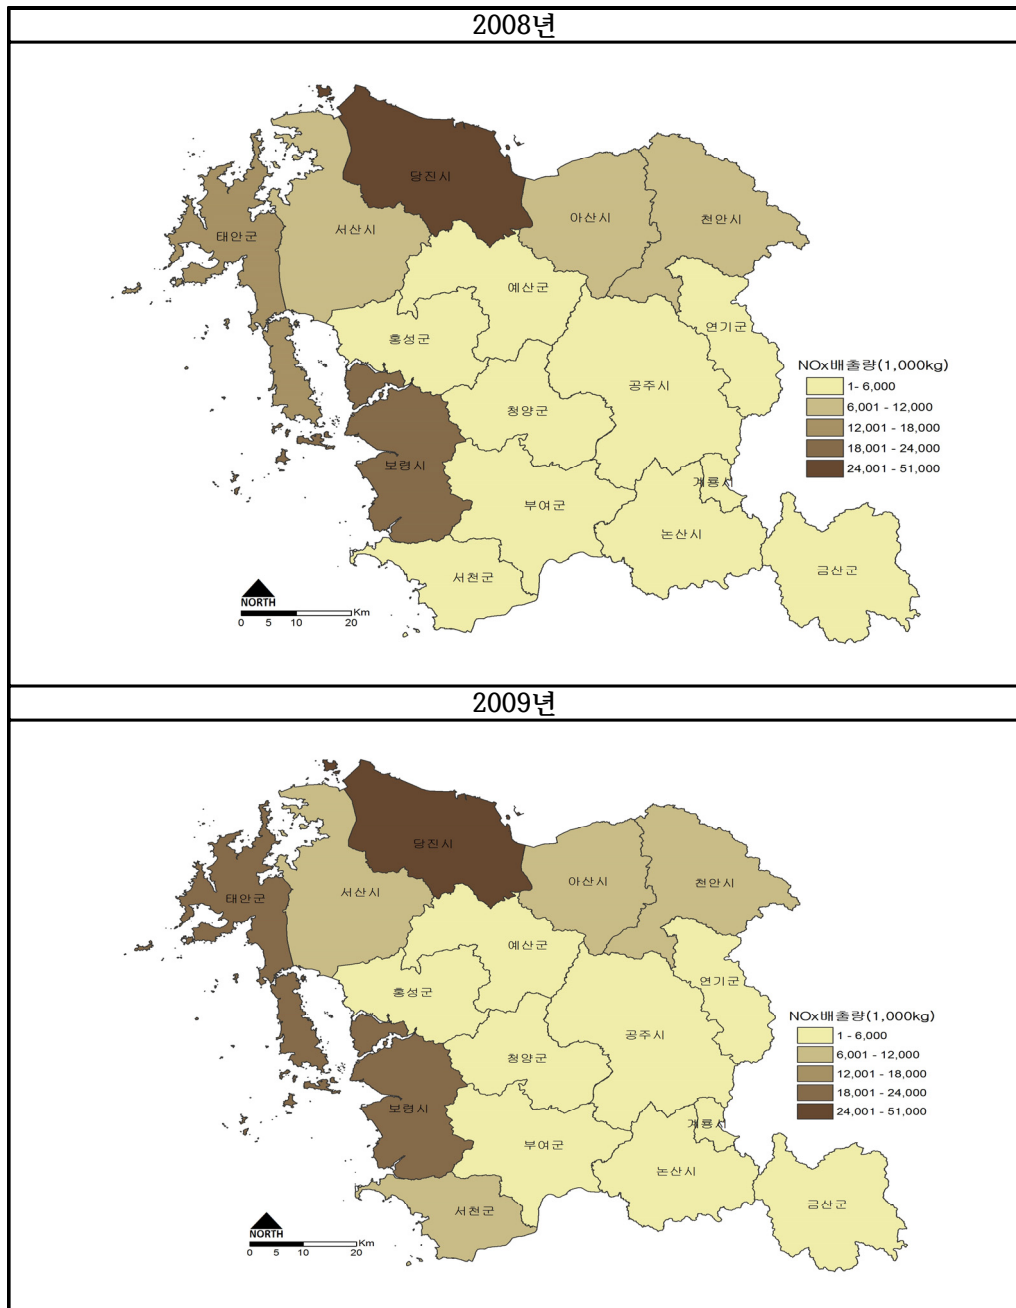 2008년
당진시
아산시
천안시
서산시
태안군
예산군
연기군
홍성군
NOx배출량(1,000kg)
1- 6,000
6,001 - 12,000
12,001 - 18,000
18,001 - 24,000
24,001 - 51,000
공주시
청양군
보령시
계룡시
부여군
논산시
서천군
금산군
NORTH
Km
0 5 10 20
2009년
당진시
아산시
천안시
서산시
태안군
예산군
연기군
홍성군
NOx배출량(1,000kg)
1 - 6,000
6,001 - 12,000
12,001 - 18,000
18,001 - 24,000
24,001 - 51,000
공주시
청양군
보령시
계룡시
부여군
논산시
서천군
금산군
NORTH
Km
0 5 10 20